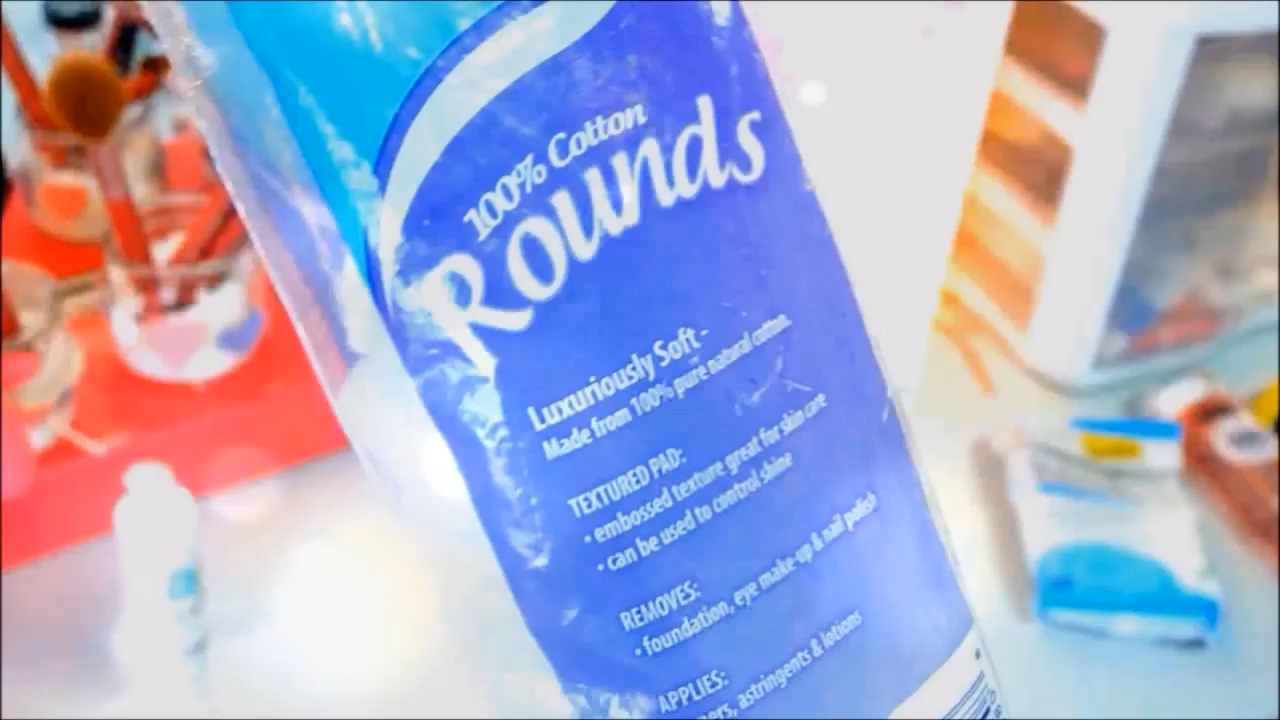 100% Cotton
Rounds
Luxuriously Soft -
Made from 100% pure natural cotton
TEXTURED PAD:
• embossed texture great for skin care
• can be used to control shine
REMOVES:
• foundation, eye make-up & nail polish
APPLIES:
astringents & lotions